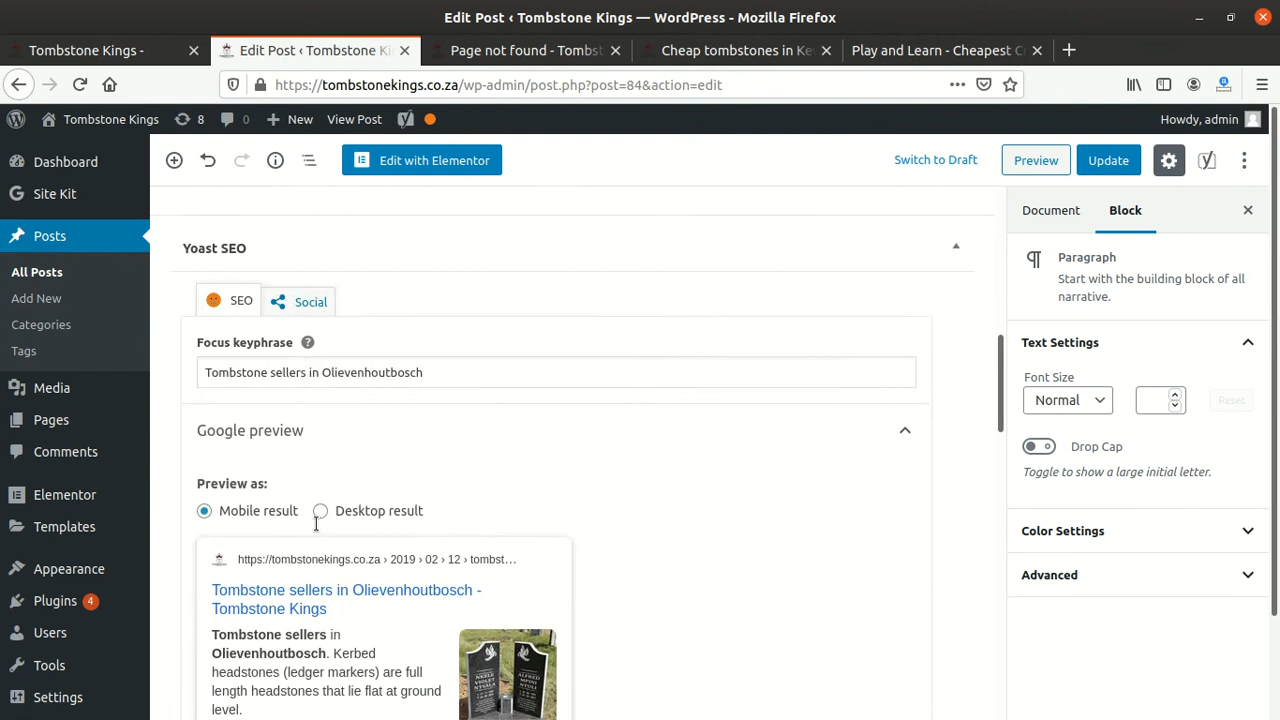 Edit Post ‹ Tombstone Kings — WordPress - Mozilla Firefox
Tombstone Kings -
Edit Post ‹ Tombstone Ki
Page not found - Tombst
Cheap tombstones in Ke
Play and Learn - Cheapest C
https://tombstonekings.co.za/wp-admin/post.php?post=84&action=edit
Tombstone Kings
8
0
New
View Post
Howdy, admin
Dashboard
Site Kit
Posts
All Posts
Add New
Categories
Tags
Media
Pages
Comments
Elementor
Templates
Appearance
Plugins 4
Users
Tools
Settings
Edit with Elementor
Switch to Draft
Preview
Update
Yoast SEO
SEO
Social
Focus keyphrase
Tombstone sellers in Olievenhoutbosch
Google preview
Preview as:
Mobile result
Desktop result
https://tombstonekings.co.za › 2019 › 02 › 12 › tombst…
Tombstone sellers in Olievenhoutbosch -
Tombstone Kings
Tombstone sellers in
Olievenhoutbosch. Kerbed
headstones (ledger markers) are full
length headstones that lie flat at ground
level.
Document
Block
Paragraph
Start with the building block of all
narrative.
Text Settings
Font Size
Normal
Reset
Drop Cap
Toggle to show a large initial letter.
Color Settings
Advanced